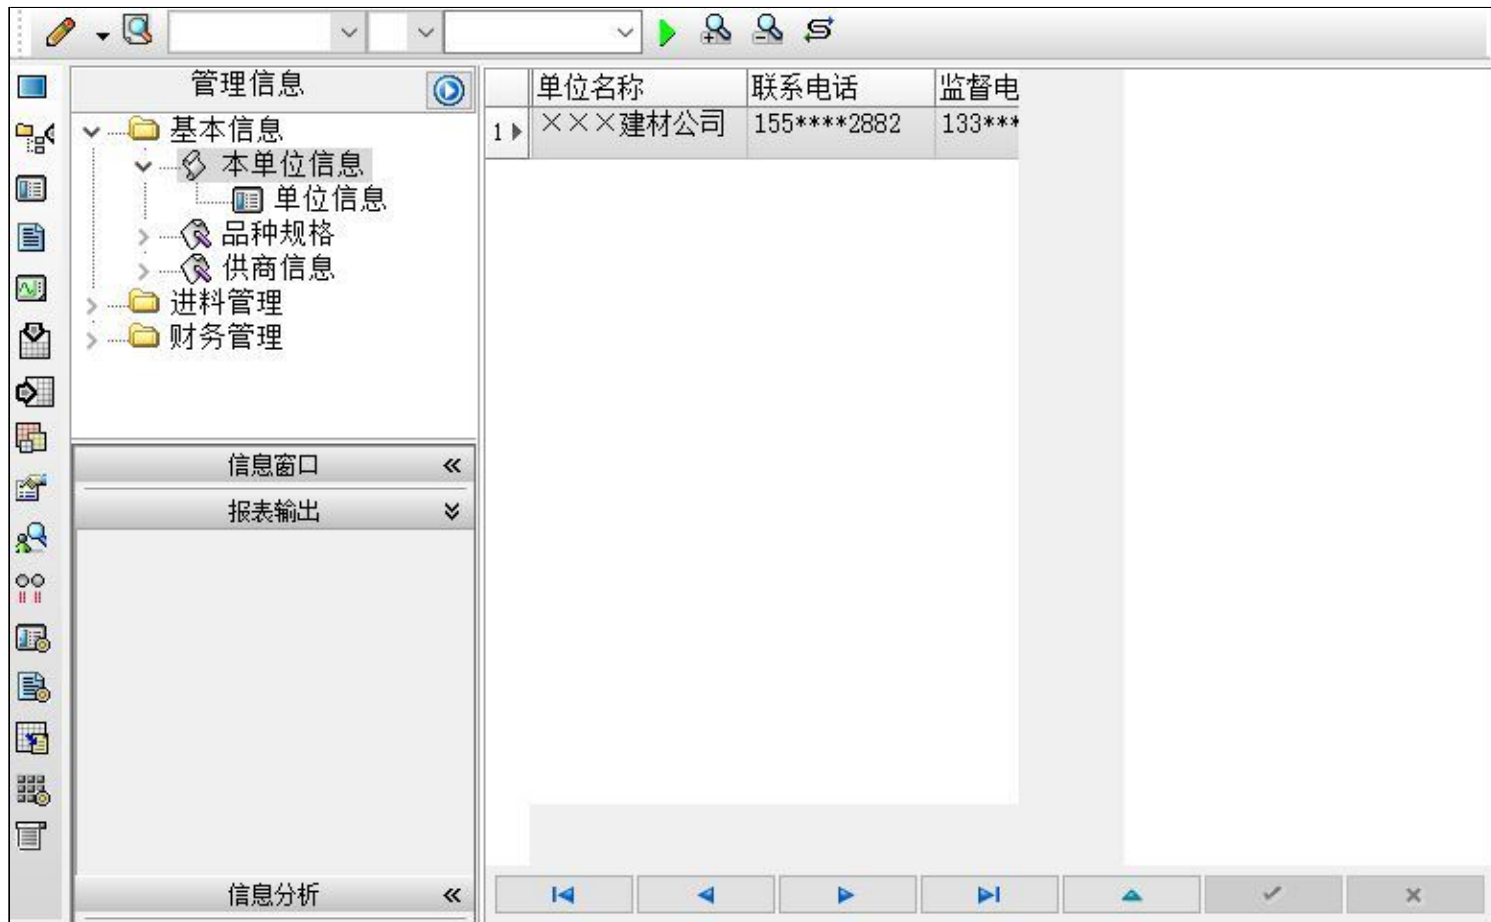 管理信息
基本信息
本单位信息
单位信息
品种规格
供商信息
进料管理
财务管理
信息窗口
报表输出
信息分析
单位名称 联系电话 监督电
1 ×××建材公司 155****2882 133***